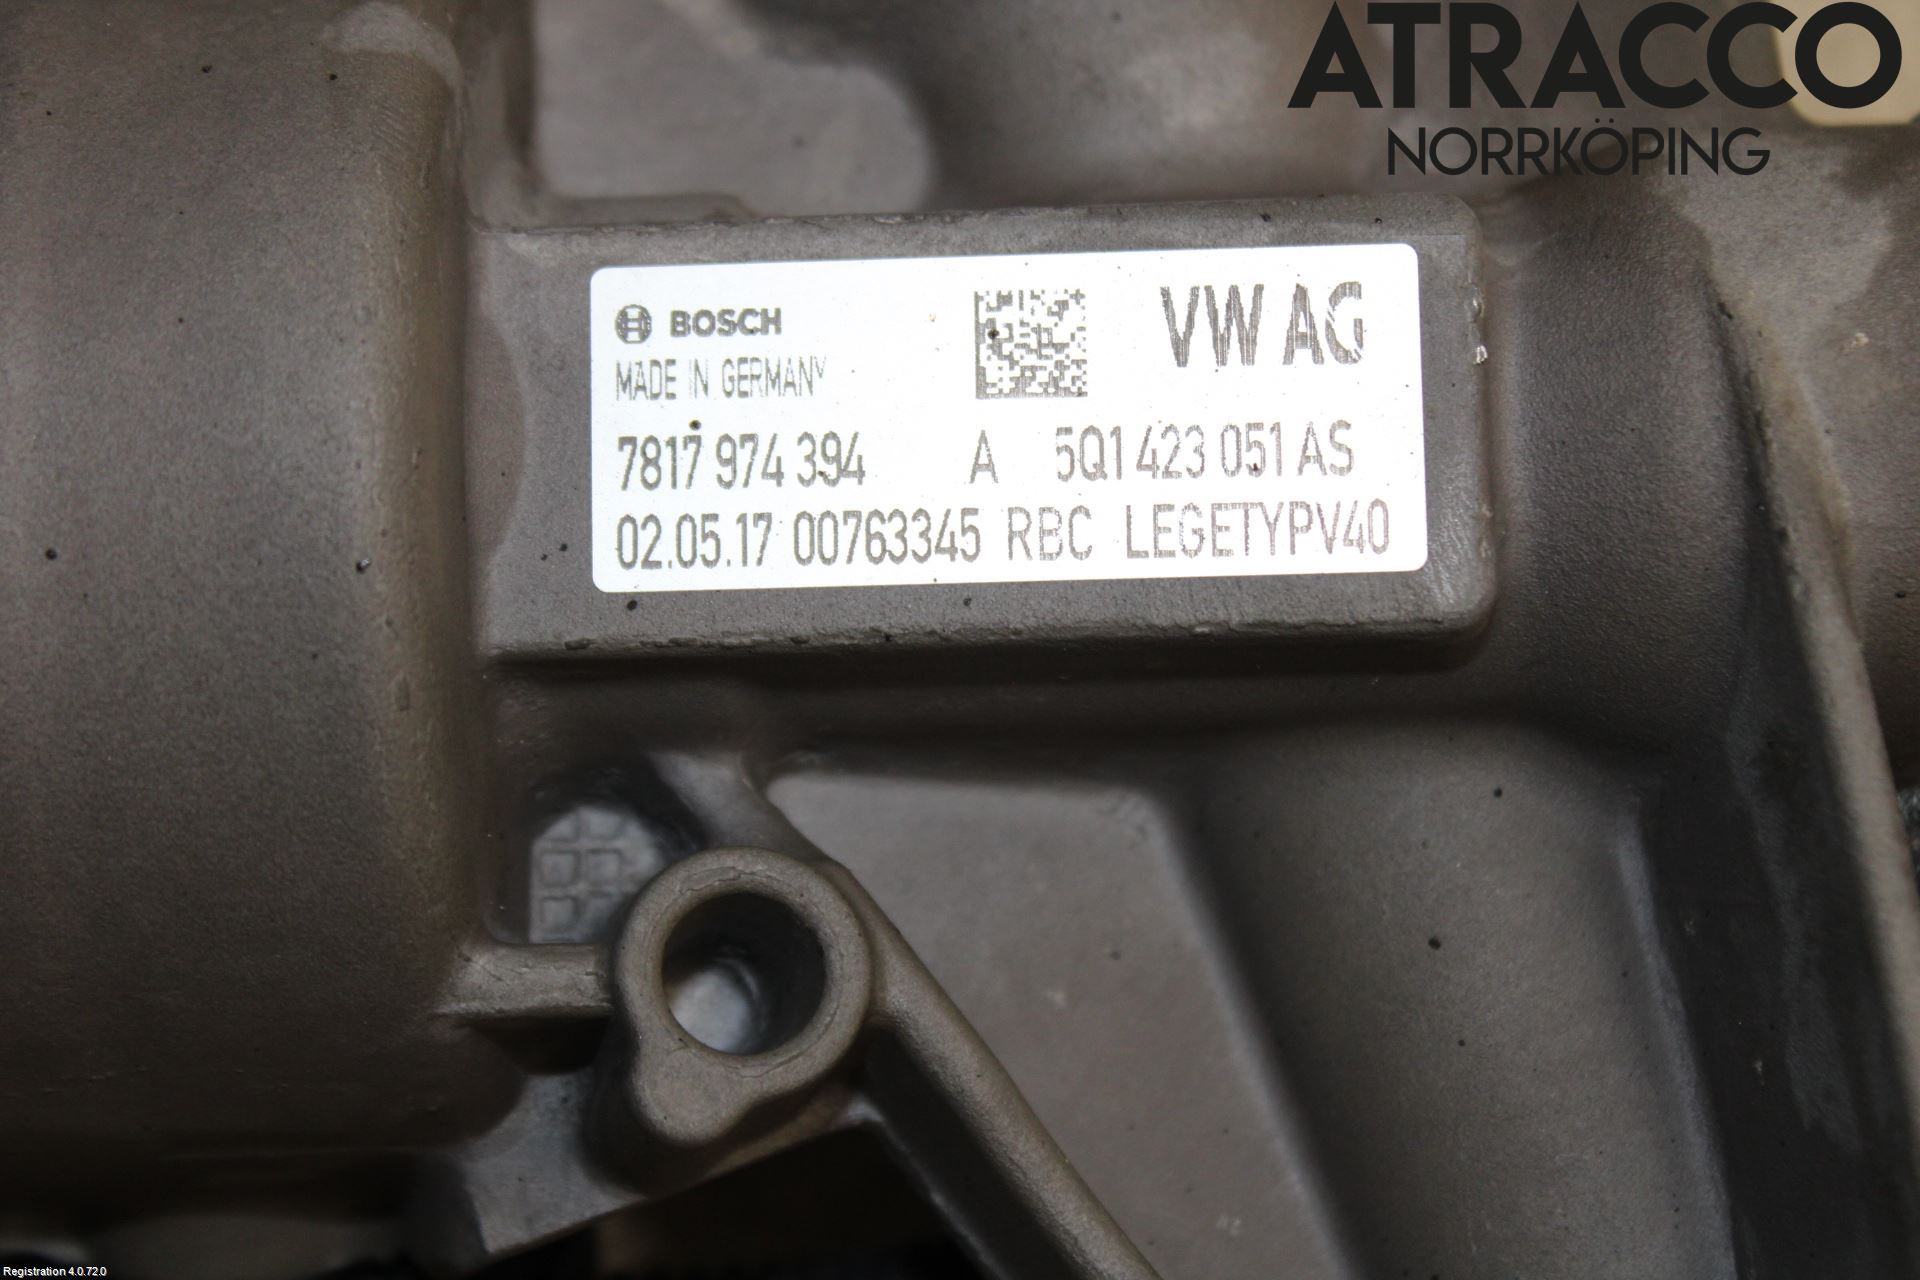 ATRACCO
NORRKÖPING
BOSCH
MADE IN GERMANY
VW AG
7817 974 394 A 5Q1 423 051 AS
02.05.17 00763345 RBC LEGETYPV40
Registration 4.0.72.0